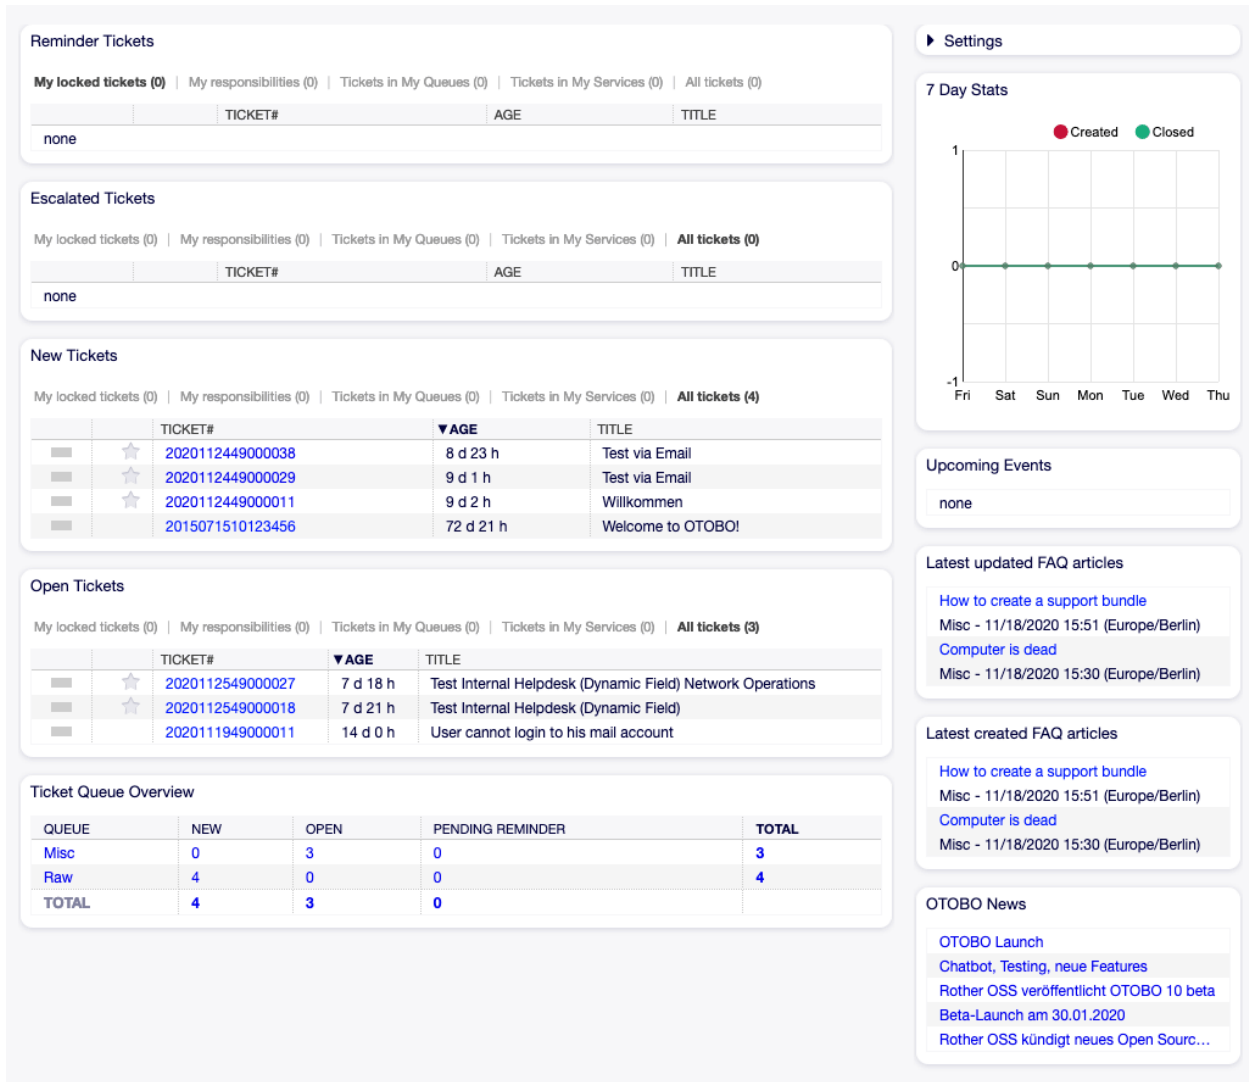 Reminder Tickets
My locked tickets (0) | My responsibilities (0) | Tickets in My Queues (0) | Tickets in My Services (0) | All tickets (0)
TICKET# AGE TITLE
none
Escalated Tickets
My locked tickets (0) | My responsibilities (0) | Tickets in My Queues (0) | Tickets in My Services (0) | All tickets (0)
TICKET# AGE TITLE
none
New Tickets
My locked tickets (0) | My responsibilities (0) | Tickets in My Queues (0) | Tickets in My Services (0) | All tickets (4)
TICKET# ▼AGE TITLE
2020112449000038 8 d 23 h Test via Email
2020112449000029 9 d 1 h Test via Email
2020112449000011 9 d 2 h Willkommen
2015071510123456 72 d 21 h Welcome to OTOBO!
Open Tickets
My locked tickets (0) | My responsibilities (0) | Tickets in My Queues (0) | Tickets in My Services (0) | All tickets (3)
TICKET# ▼AGE TITLE
2020112549000027 7 d 18 h Test Internal Helpdesk (Dynamic Field) Network Operations
2020112549000018 7 d 21 h Test Internal Helpdesk (Dynamic Field)
2020111949000011 14 d 0 h User cannot login to his mail account
Ticket Queue Overview
QUEUE NEW OPEN PENDING REMINDER TOTAL
Misc 0 3 0 3
Raw 4 0 0 4
TOTAL 4 3 0
Settings
7 Day Stats
Created Closed
1
0
-1
Fri Sat Sun Mon Tue Wed Thu
Upcoming Events
none
Latest updated FAQ articles
How to create a support bundle
Misc - 11/18/2020 15:51 (Europe/Berlin)
Computer is dead
Misc - 11/18/2020 15:30 (Europe/Berlin)
Latest created FAQ articles
How to create a support bundle
Misc - 11/18/2020 15:51 (Europe/Berlin)
Computer is dead
Misc - 11/18/2020 15:30 (Europe/Berlin)
OTOBO News
OTOBO Launch
Chatbot, Testing, neue Features
Rother OSS veröffentlicht OTOBO 10 beta
Beta-Launch am 30.01.2020
Rother OSS kündigt neues Open Sourc...